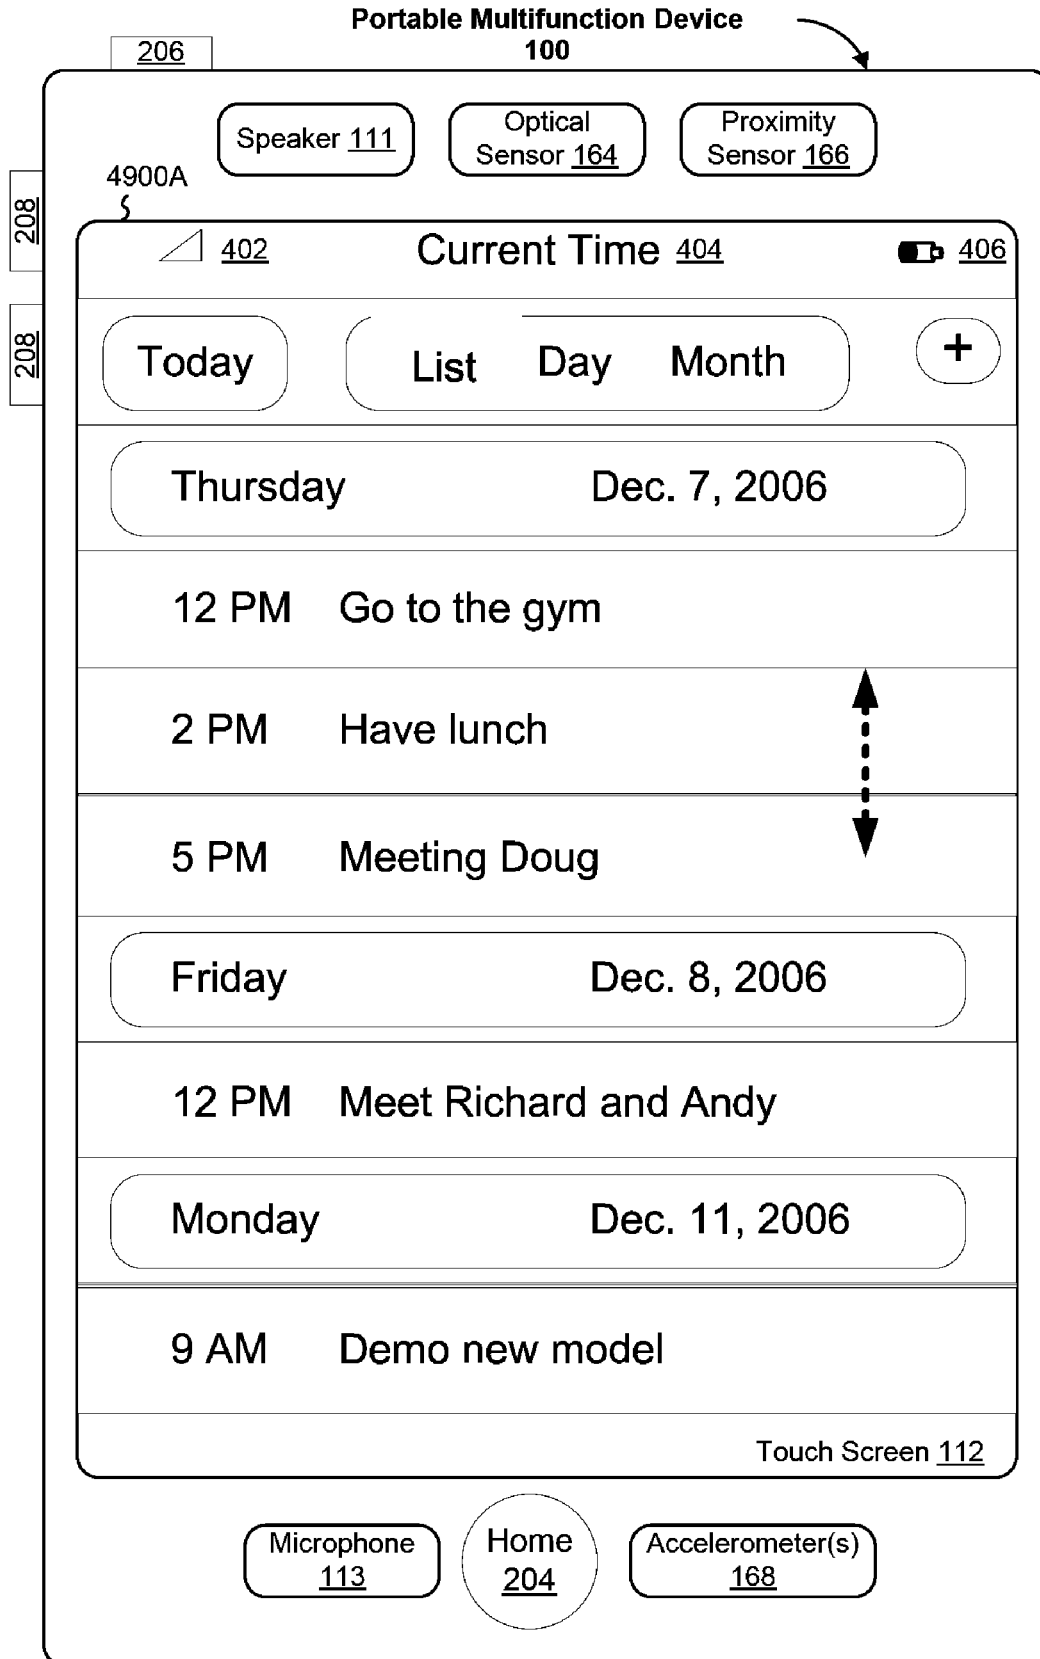 Portable Multifunction Device
100
206
Speaker 111
Optical
Sensor 164
Proximity
Sensor 166
4900A
208
208
402
Current Time 404
406
Today
List Day Month
+
Thursday Dec. 7, 2006
12 PM Go to the gym
2 PM Have lunch
5 PM Meeting Doug
Friday Dec. 8, 2006
12 PM Meet Richard and Andy
Monday Dec. 11, 2006
9 AM Demo new model
Touch Screen 112
Microphone
113
Home
204
Accelerometer(s)
168